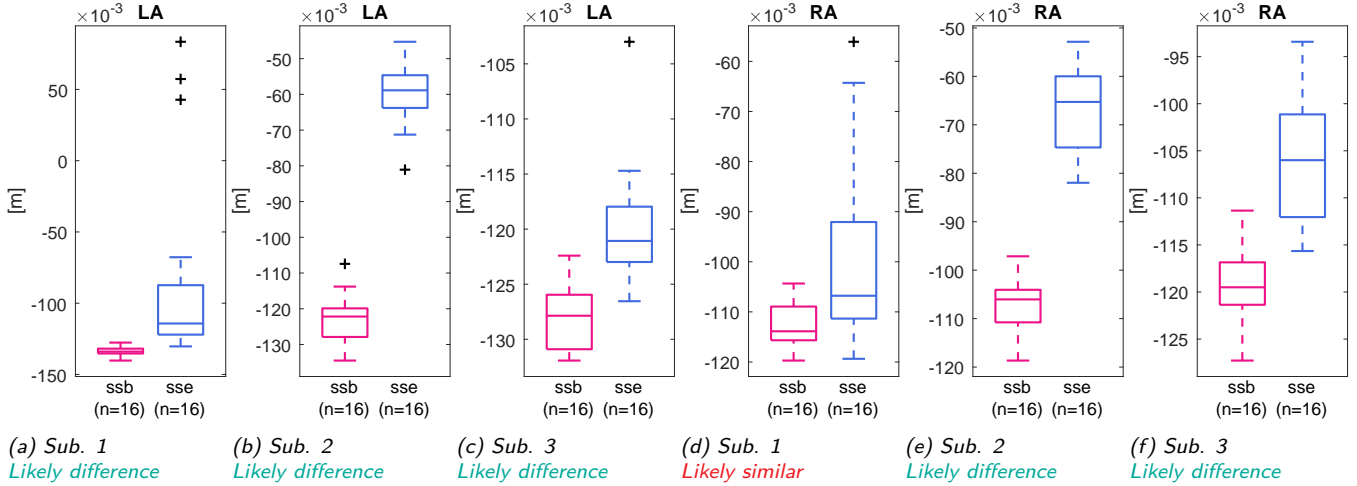 ×10⁻³ LA
[m]
50
0
-50
-100
-150
ssb sse
(n=16) (n=16)
(a) Sub. 1
Likely difference
×10⁻³ LA
[m]
-50
-60
-70
-80
-90
-100
-110
-120
-130
ssb sse
(n=16) (n=16)
(b) Sub. 2
Likely difference
×10⁻³ LA
[m]
-105
-110
-115
-120
-125
-130
ssb sse
(n=16) (n=16)
(c) Sub. 3
Likely difference
×10⁻³ RA
[m]
-60
-70
-80
-90
-100
-110
-120
ssb sse
(n=16) (n=16)
(d) Sub. 1
Likely similar
×10⁻³ RA
[m]
-50
-60
-70
-80
-90
-100
-110
-120
ssb sse
(n=16) (n=16)
(e) Sub. 2
Likely difference
×10⁻³ RA
[m]
-95
-100
-105
-110
-115
-120
-125
ssb sse
(n=16) (n=16)
(f) Sub. 3
Likely difference